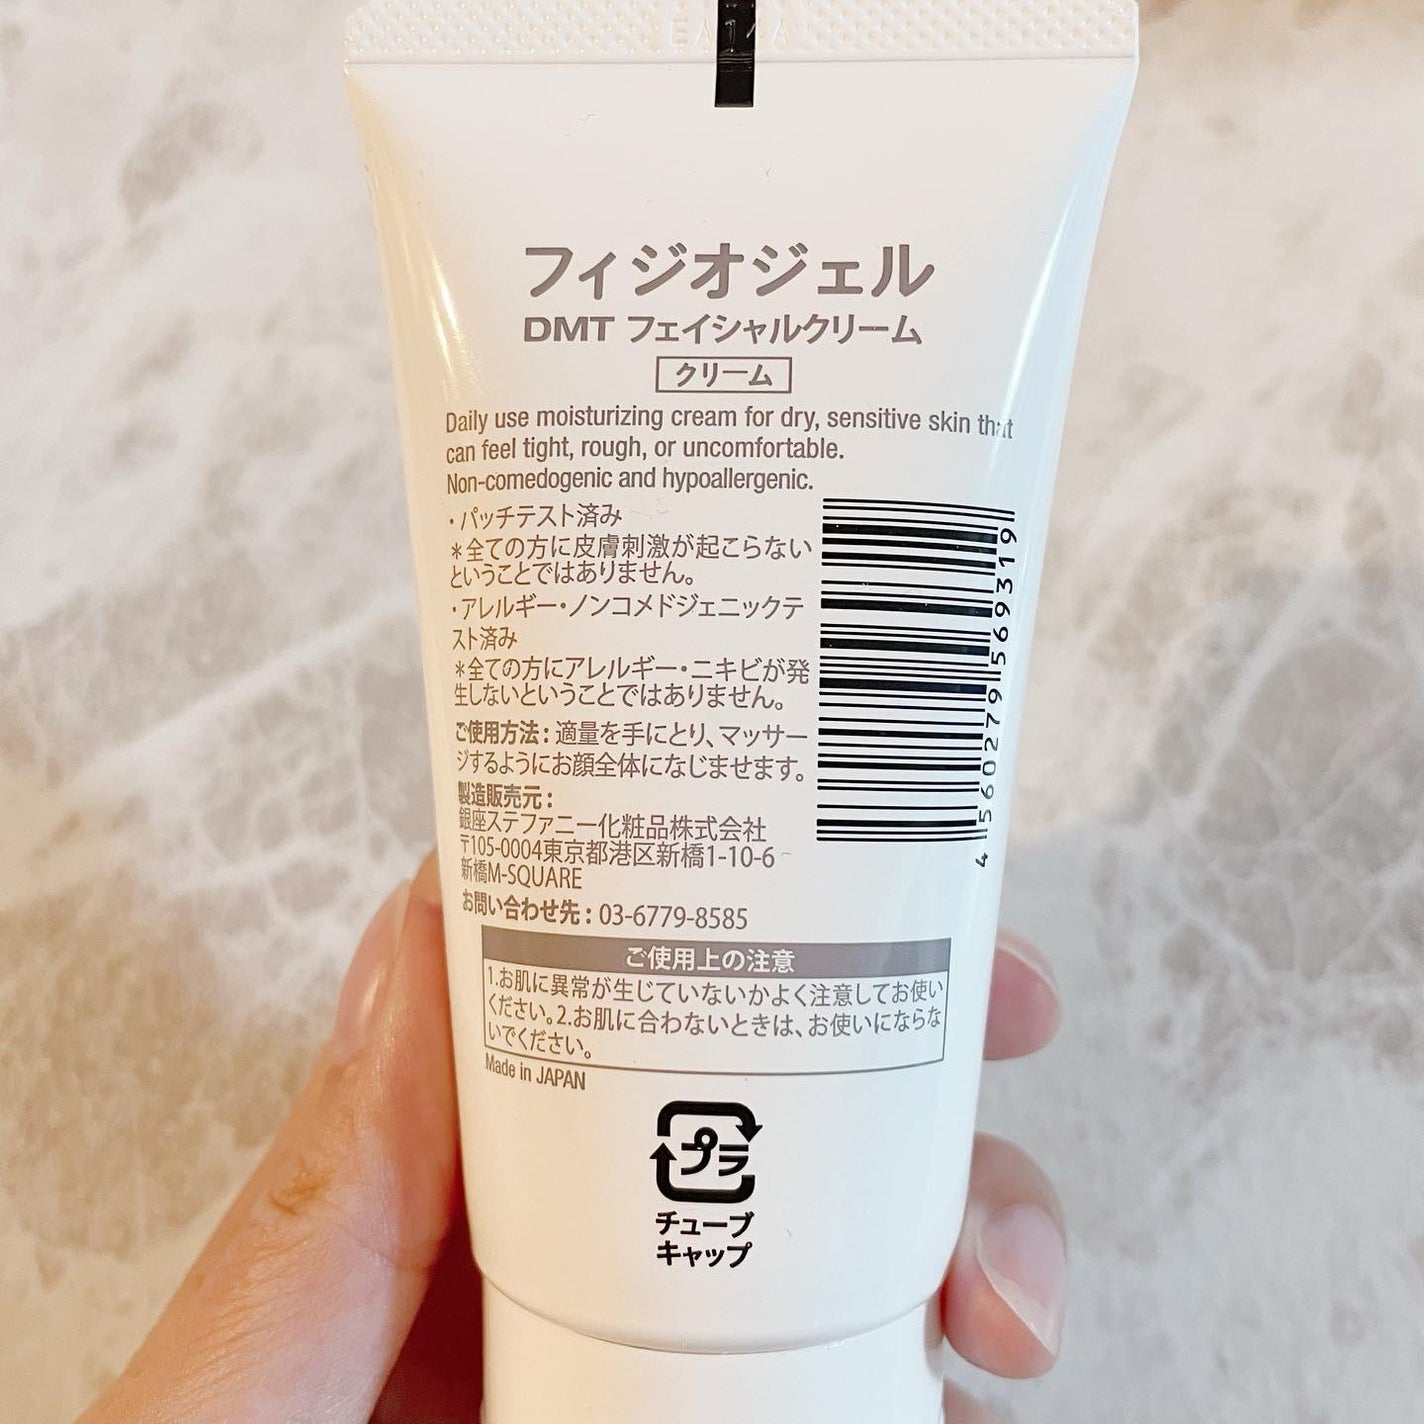 フィジオジェル
DMT フェイシャルクリーム
クリーム
Daily use moisturizing cream for dry, sensitive skin that
can feel tight, rough, or uncomfortable.
Non-comedogenic and hypoallergenic.
・パッチテスト済み
＊全ての方に皮膚刺激が起こらない
ということではありません。
・アレルギー・ノンコメドジェニックテ
スト済み
＊全ての方にアレルギー・ニキビが発
生しないということではありません。
ご使用方法：適量を手にとり、マッサー
ジするようにお顔全体になじませます。
製造販売元：
銀座ステファニー化粧品株式会社
〒105-0004東京都港区新橋1-10-6
新橋M-SQUARE
お問い合わせ先：03-6779-8585
4 560279 569319
ご使用上の注意
1.お肌に異常が生じていないかよく注意してお使い
ください。2.お肌に合わないときは、お使いにならな
いでください。
Made in JAPAN
プラ
チューブ
キャップ